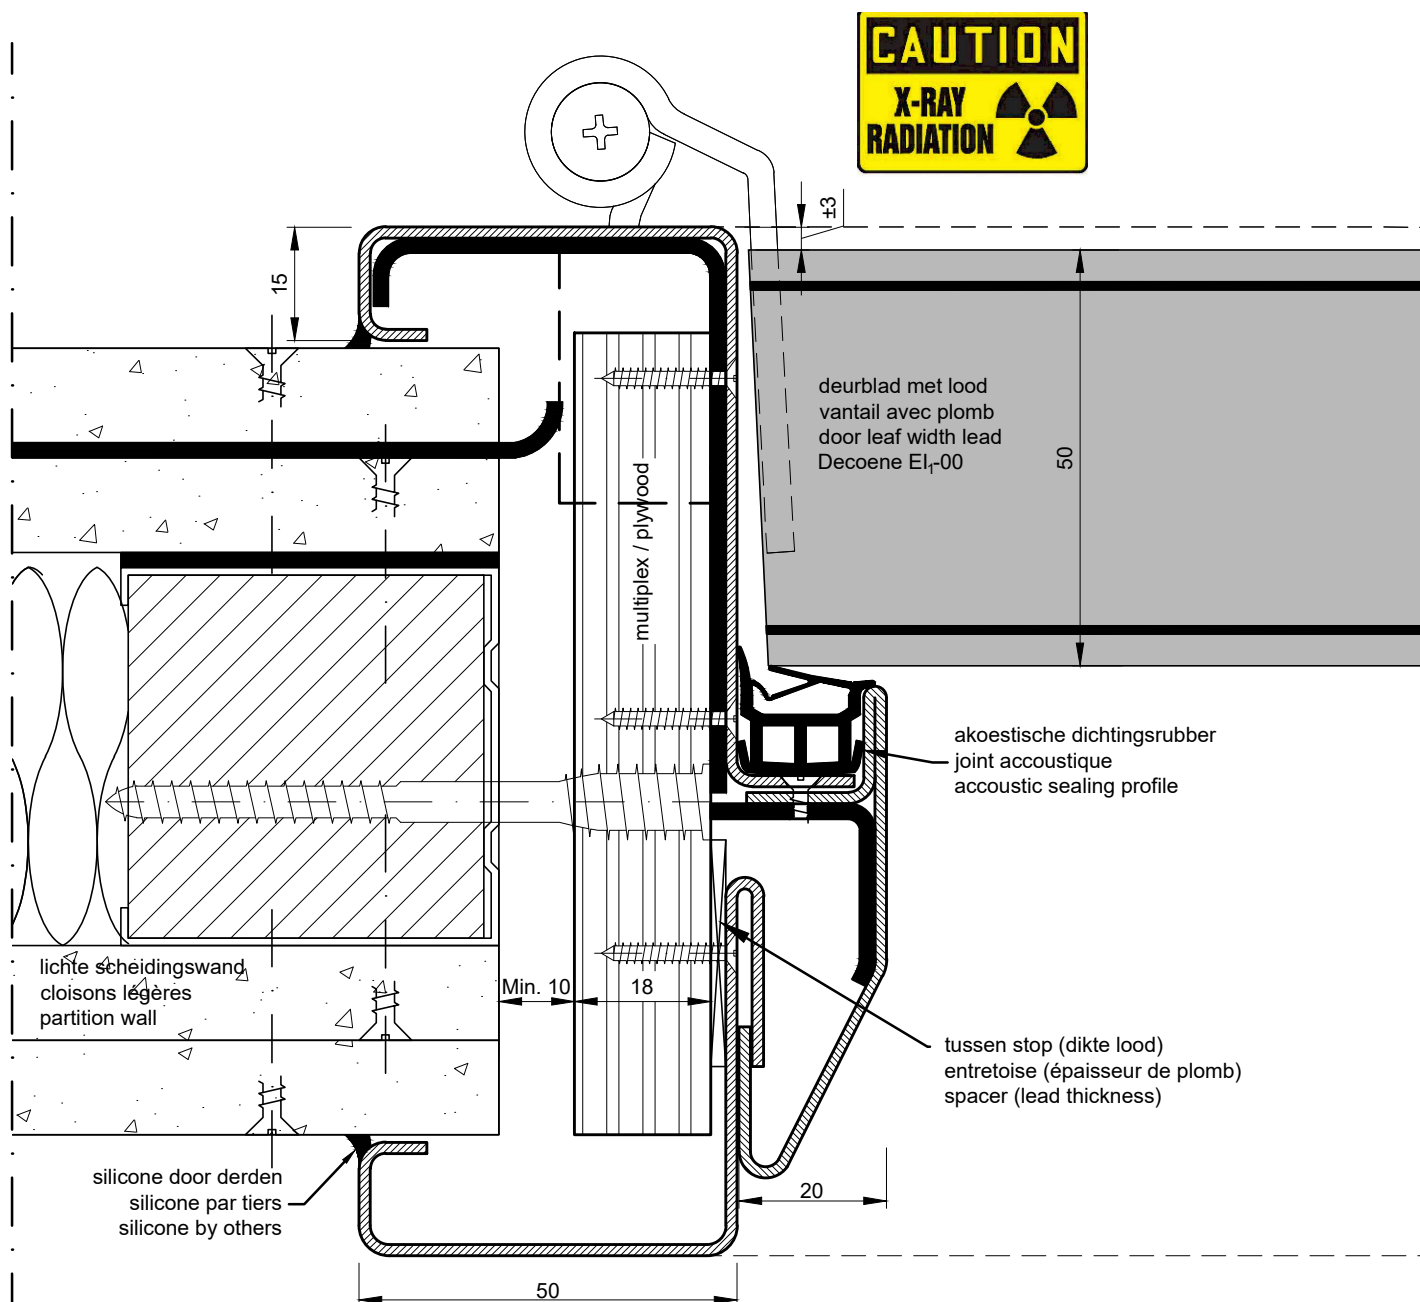 CAUTION
X-RAY
RADIATION
±3
15
deurblad met lood
vantail avec plomb
door leaf width lead
Decoene EI₁-00
50
multiplex / plywood
akoestische dichtingsrubber
joint accoustique
accoustic sealing profile
lichte scheidingswand
cloisons légères
partition wall
Min. 10
18
tussen stop (dikte lood)
entretoise (épaisseur de plomb)
spacer (lead thickness)
silicone door derden
silicone par tiers
silicone by others
20
50